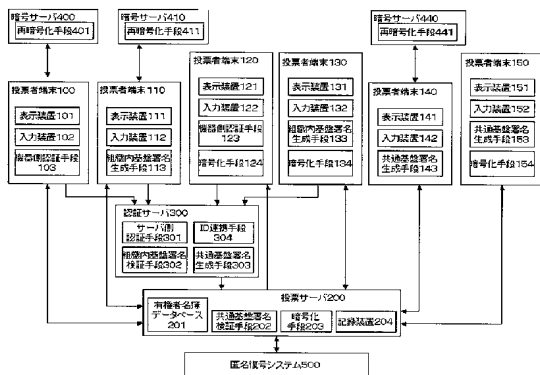 暗号サーバ400
再暗号化手段401
暗号サーバ410
再暗号化手段411
暗号サーバ440
再暗号化手段441
投票者端末100
表示装置101
入力装置102
機器側認証手段
103
投票者端末110
表示装置111
入力装置112
組織内基盤署名
生成手段113
投票者端末120
表示装置121
入力装置122
機器側認証手段
123
暗号化手段124
投票者端末130
表示装置131
入力装置132
組織内基盤署名
生成手段133
暗号化手段134
投票者端末140
表示装置141
入力装置142
共通基盤署名
生成手段143
投票者端末150
表示装置151
入力装置152
共通基盤署名
生成手段153
暗号化手段154
認証サーバ300
サーバ側
認証手段301
ID連携手段
304
組織内基盤署名
検証手段302
共通基盤署名
生成手段303
投票サーバ200
有権者名簿
データベース
201
共通基盤署名
検証手段202
暗号化
手段203
記録装置204
匿名復号システム500